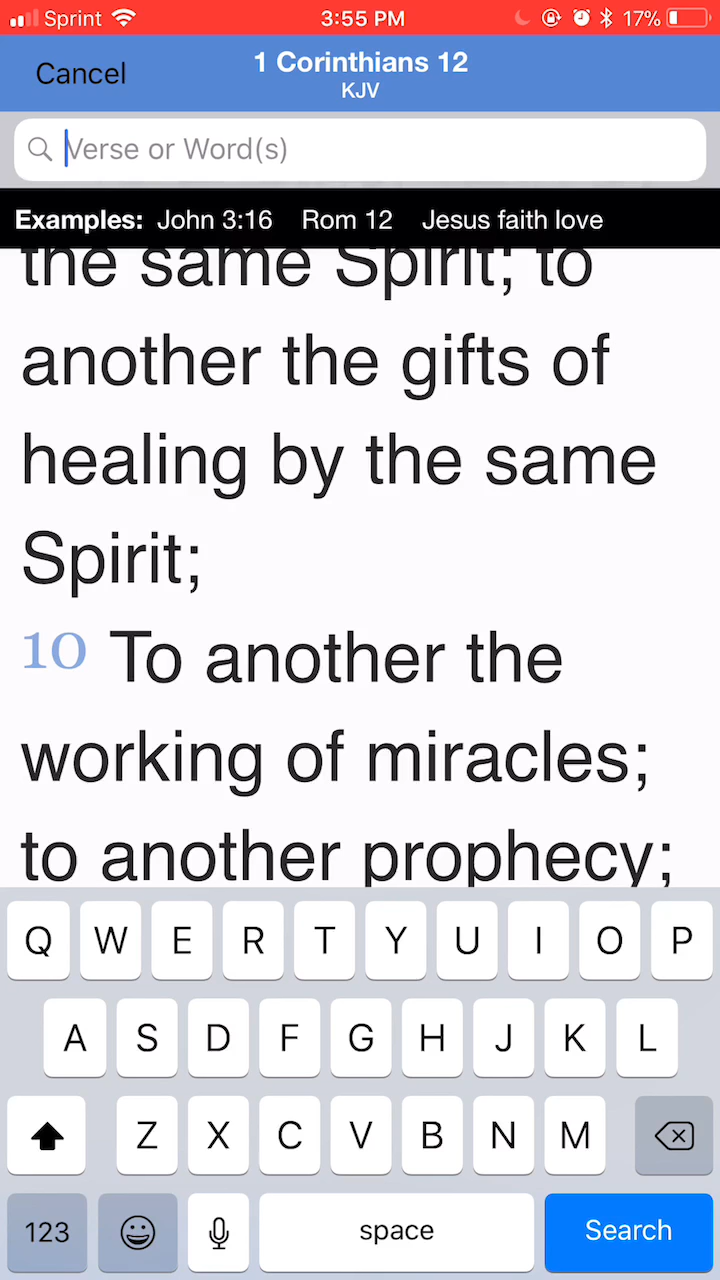 Sprint 3:55 PM 17%
Cancel 1 Corinthians 12
KJV
Verse or Word(s)
Examples: John 3:16 Rom 12 Jesus faith love
the same Spirit; to
another the gifts of
healing by the same
Spirit;
10 To another the
working of miracles;
to another prophecy;
Q W E R T Y U I O P
A S D F G H J K L
Z X C V B N M
123 space Search